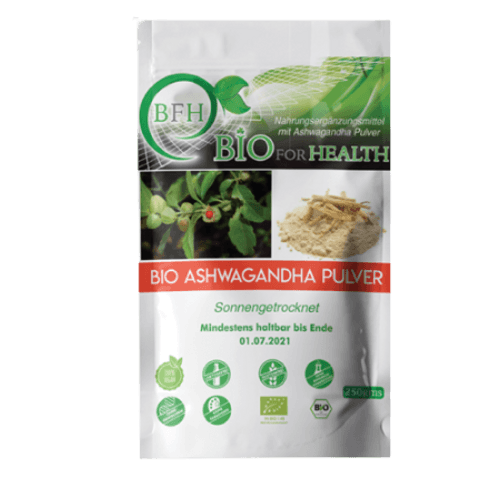 BFH
BIO FOR HEALTH
Nahrungsergänzungsmittel
mit Ashwagandha Pulver
BIO ASHWAGANDHA PULVER
Sonnengetrocknet
Mindestens haltbar bis Ende
01.07.2021
250gms
BIO